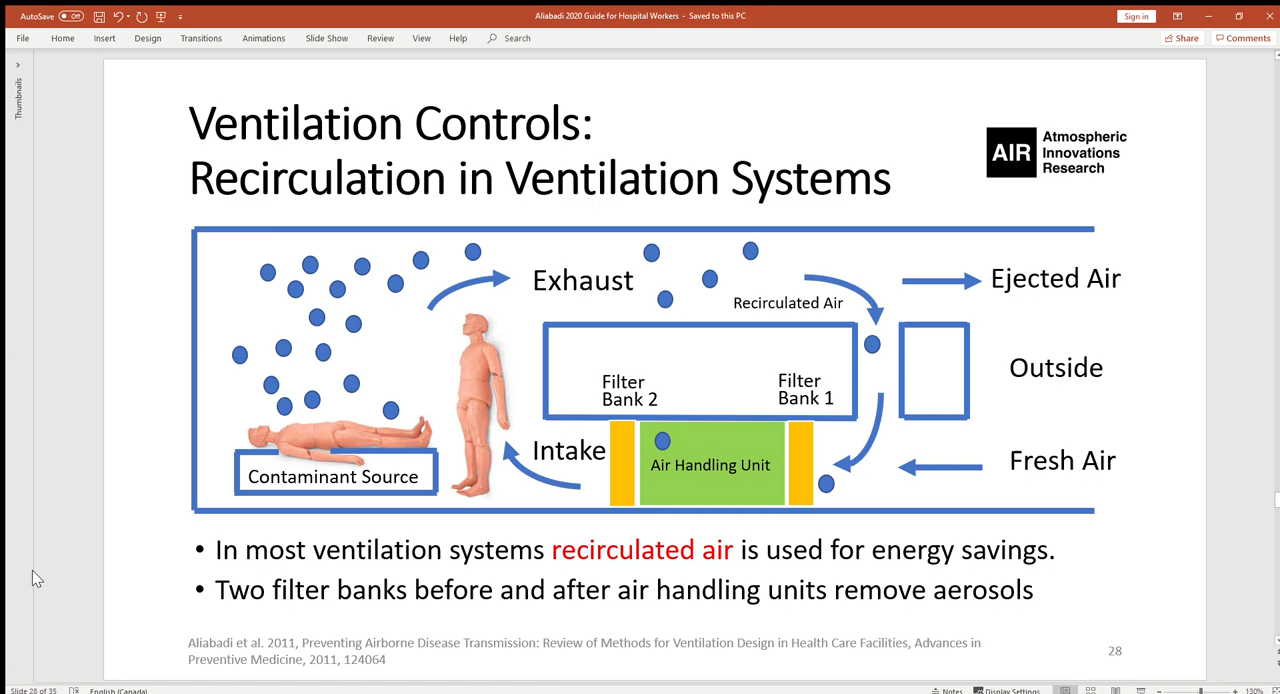 AutoSave Off
Aliabadi 2020 Guide for Hospital Workers - Saved to this PC
Sign in
File Home Insert Design Transitions Animations Slide Show Review View Help Search
Share Comments
Thumbnails
Ventilation Controls:
Recirculation in Ventilation Systems
AIR
Atmospheric
Innovations
Research
Exhaust
Recirculated Air
Ejected Air
Filter
Bank 2
Filter
Bank 1
Outside
Intake
Air Handling Unit
Fresh Air
Contaminant Source
• In most ventilation systems recirculated air is used for energy savings.
• Two filter banks before and after air handling units remove aerosols
Aliabadi et al. 2011, Preventing Airborne Disease Transmission: Review of Methods for Ventilation Design in Health Care Facilities, Advances in
Preventive Medicine, 2011, 124064
28
Slide 28 of 35 English (Canada) Notes Display Settings 130%